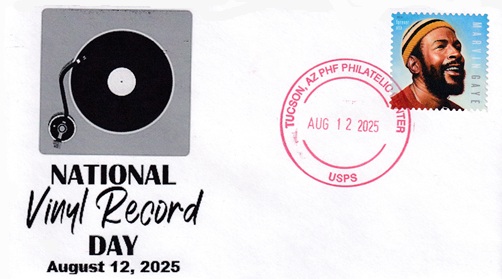 NATIONAL
Vinyl Record
DAY
August 12, 2025
TUCSON, AZ PHF PHILATELIC CENTER
AUG 12 2025
USPS
MARVIN GAYE